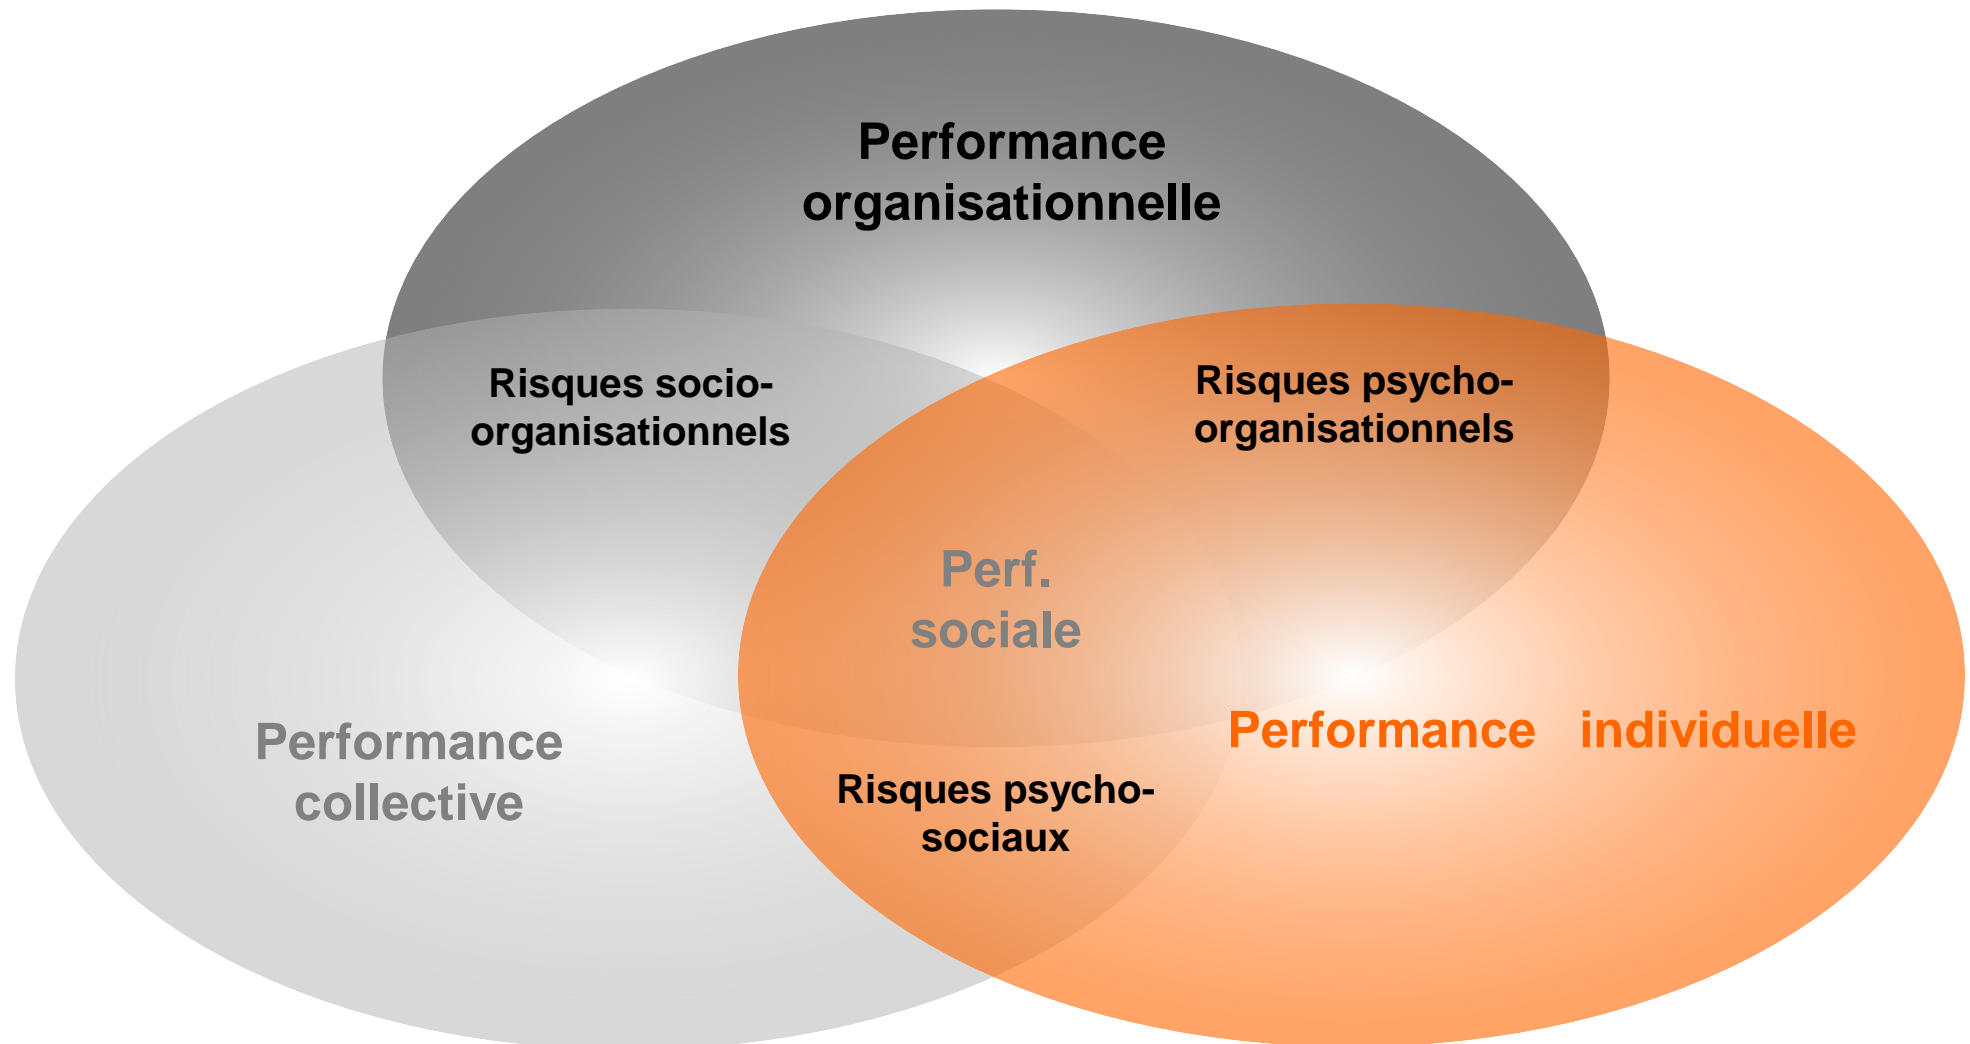 Performance
organisationnelle
Risques socio-
organisationnels
Risques psycho-
organisationnels
Perf.
sociale
Performance
collective
Performance individuelle
Risques psycho-
sociaux